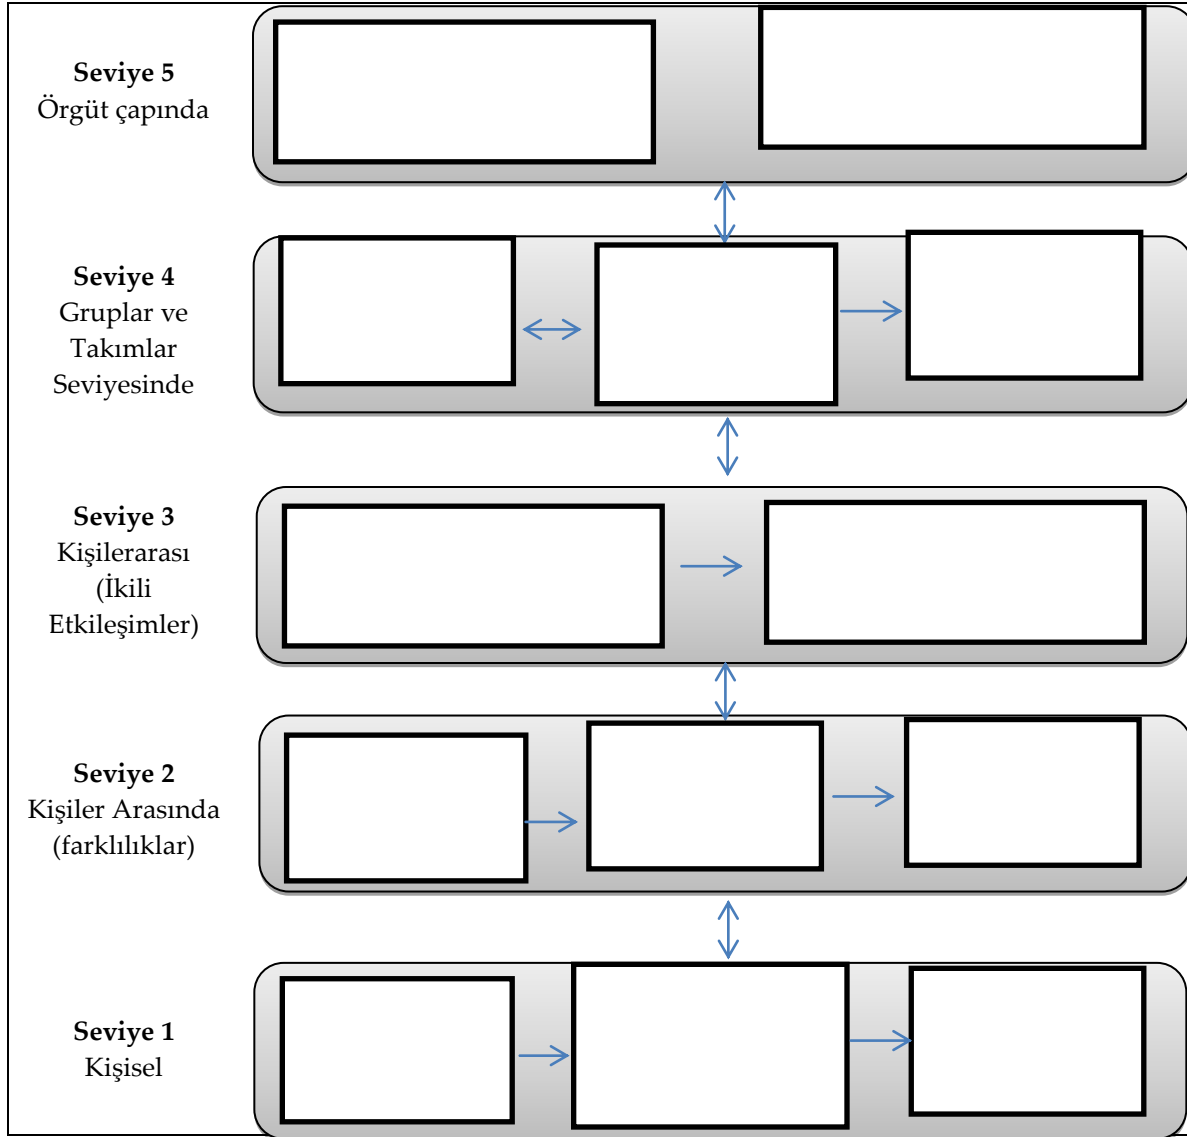 Seviye 5
Örgüt çapında
Seviye 4
Gruplar ve
Takımlar
Seviyesinde
Seviye 3
Kişilerarası
(İkili
Etkileşimler)
Seviye 2
Kişiler Arasında
(farklılıklar)
Seviye 1
Kişisel